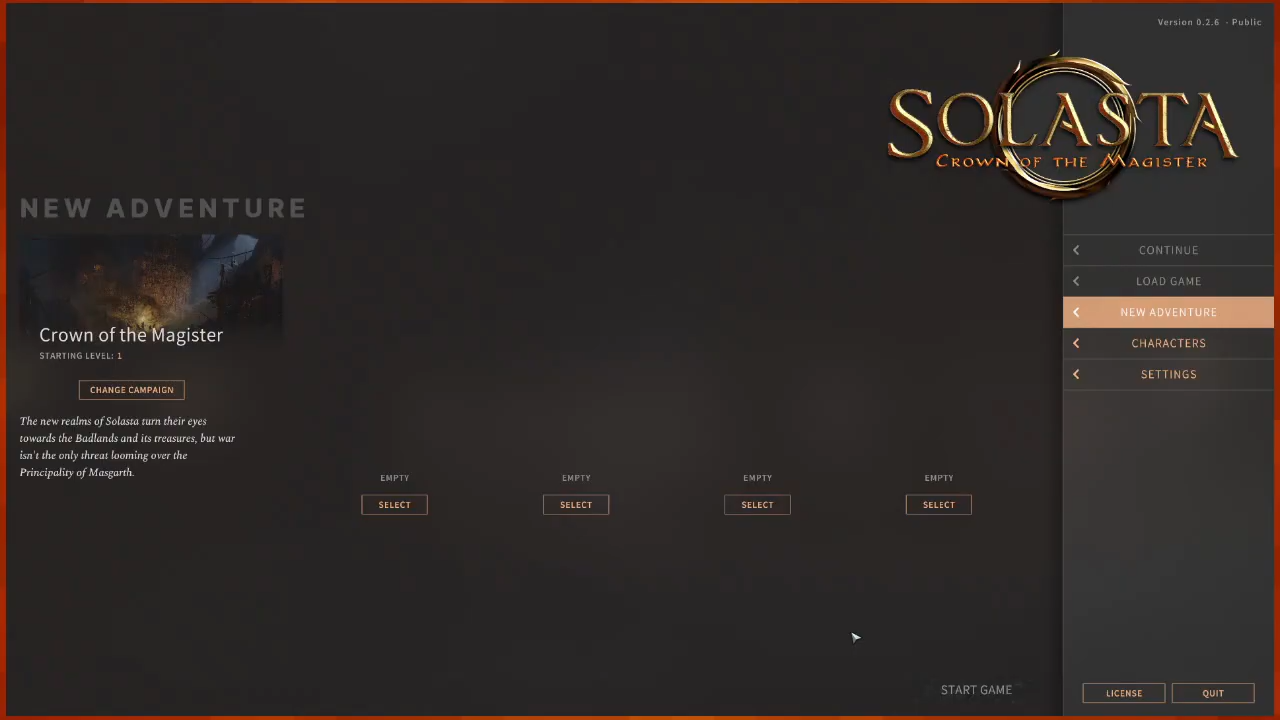 Version 0.2.6 - Public
SOLASTA
CROWN OF THE MAGISTER
NEW ADVENTURE
Crown of the Magister
STARTING LEVEL: 1
CHANGE CAMPAIGN
The new realms of Solasta turn their eyes
towards the Badlands and its treasures, but war
isn't the only threat looming over the
Principality of Masgarth.
EMPTY
EMPTY
EMPTY
EMPTY
SELECT
SELECT
SELECT
SELECT
START GAME
CONTINUE
LOAD GAME
NEW ADVENTURE
CHARACTERS
SETTINGS
LICENSE
QUIT